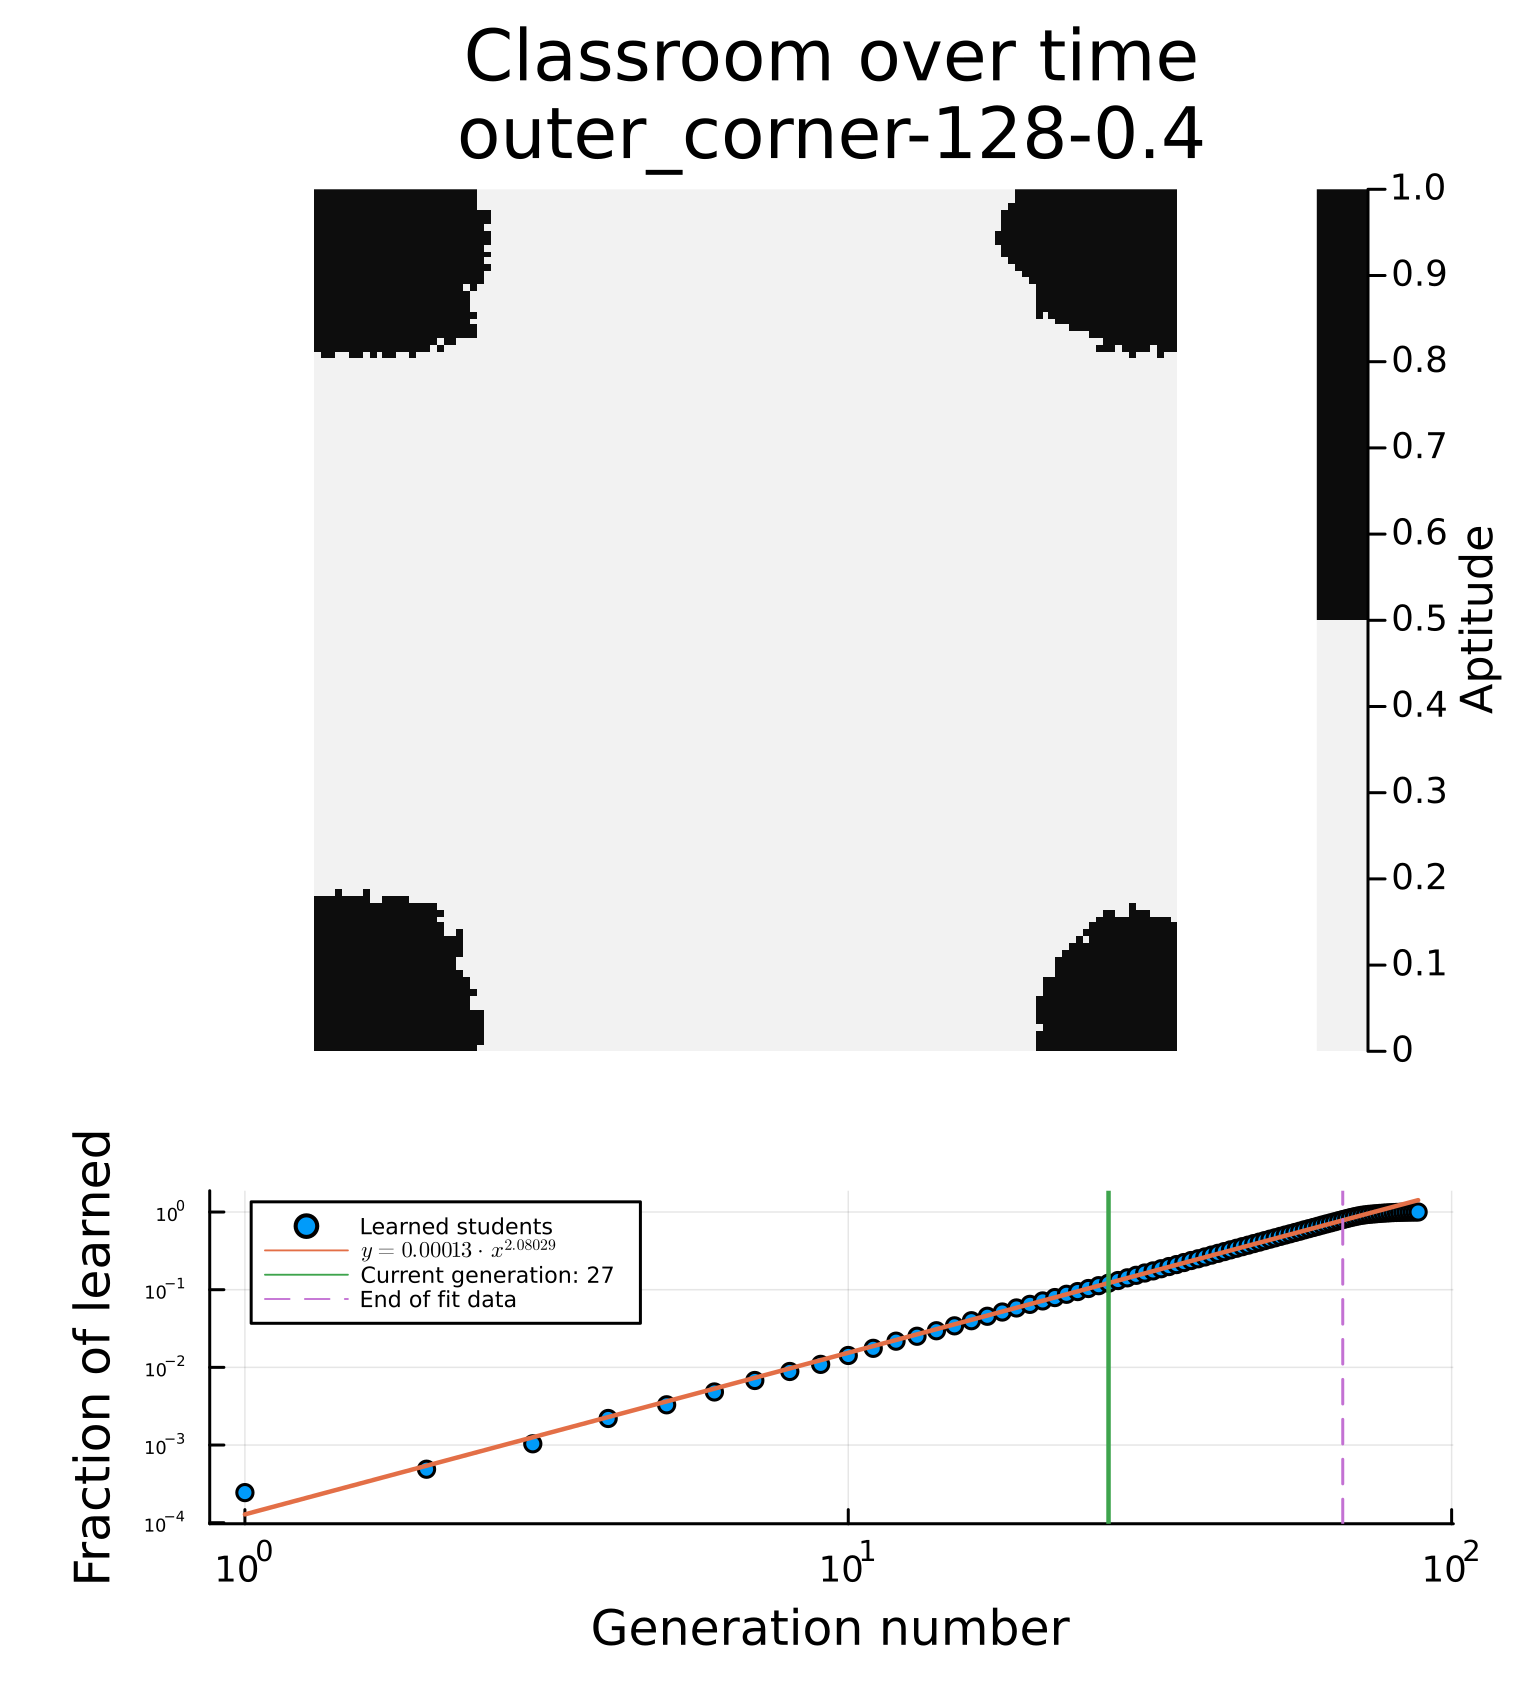 Classroom over time
outer_corner-128-0.4
1.0
0.9
0.8
0.7
0.6
0.5
0.4
0.3
0.2
0.1
0
Aptitude
Fraction of learned
10⁰
10⁻¹
10⁻²
10⁻³
10⁻⁴
Learned students
y = 0.00013 · x^2.08029
Current generation: 27
End of fit data
10⁰ 10¹ 10²
Generation number